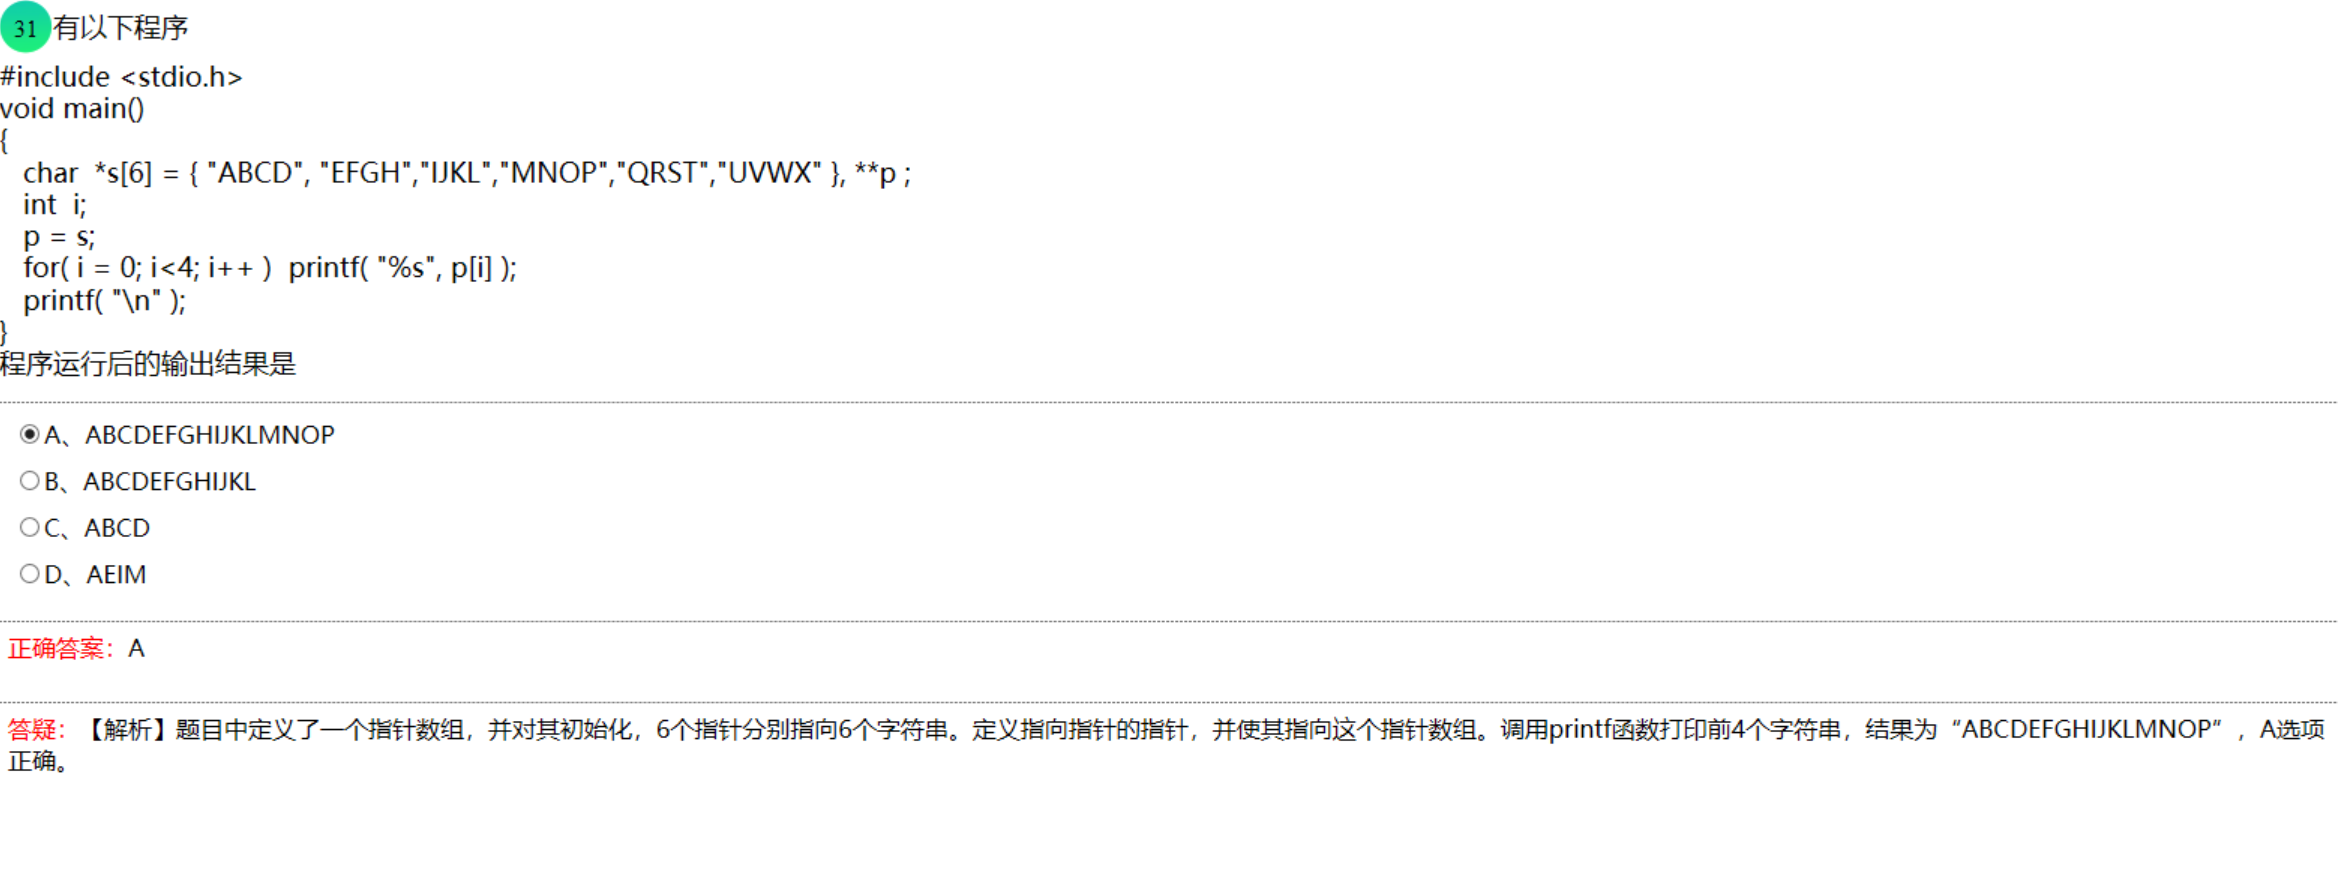 31 有以下程序
#include <stdio.h>
void main()
{
   char  *s[6] = { "ABCD", "EFGH","IJKL","MNOP","QRST","UVWX" }, **p ;
   int  i;
   p = s;
   for( i = 0; i<4; i++ )  printf( "%s", p[i] );
   printf( "\n" );
}
程序运行后的输出结果是
A、ABCDEFGHIJKLMNOP
B、ABCDEFGHIJKL
C、ABCD
D、AEIM
正确答案：A
答疑：【解析】题目中定义了一个指针数组，并对其初始化，6个指针分别指向6个字符串。定义指向指针的指针，并使其指向这个指针数组。调用printf函数打印前4个字符串，结果为“ABCDEFGHIJKLMNOP”，A选项
正确。